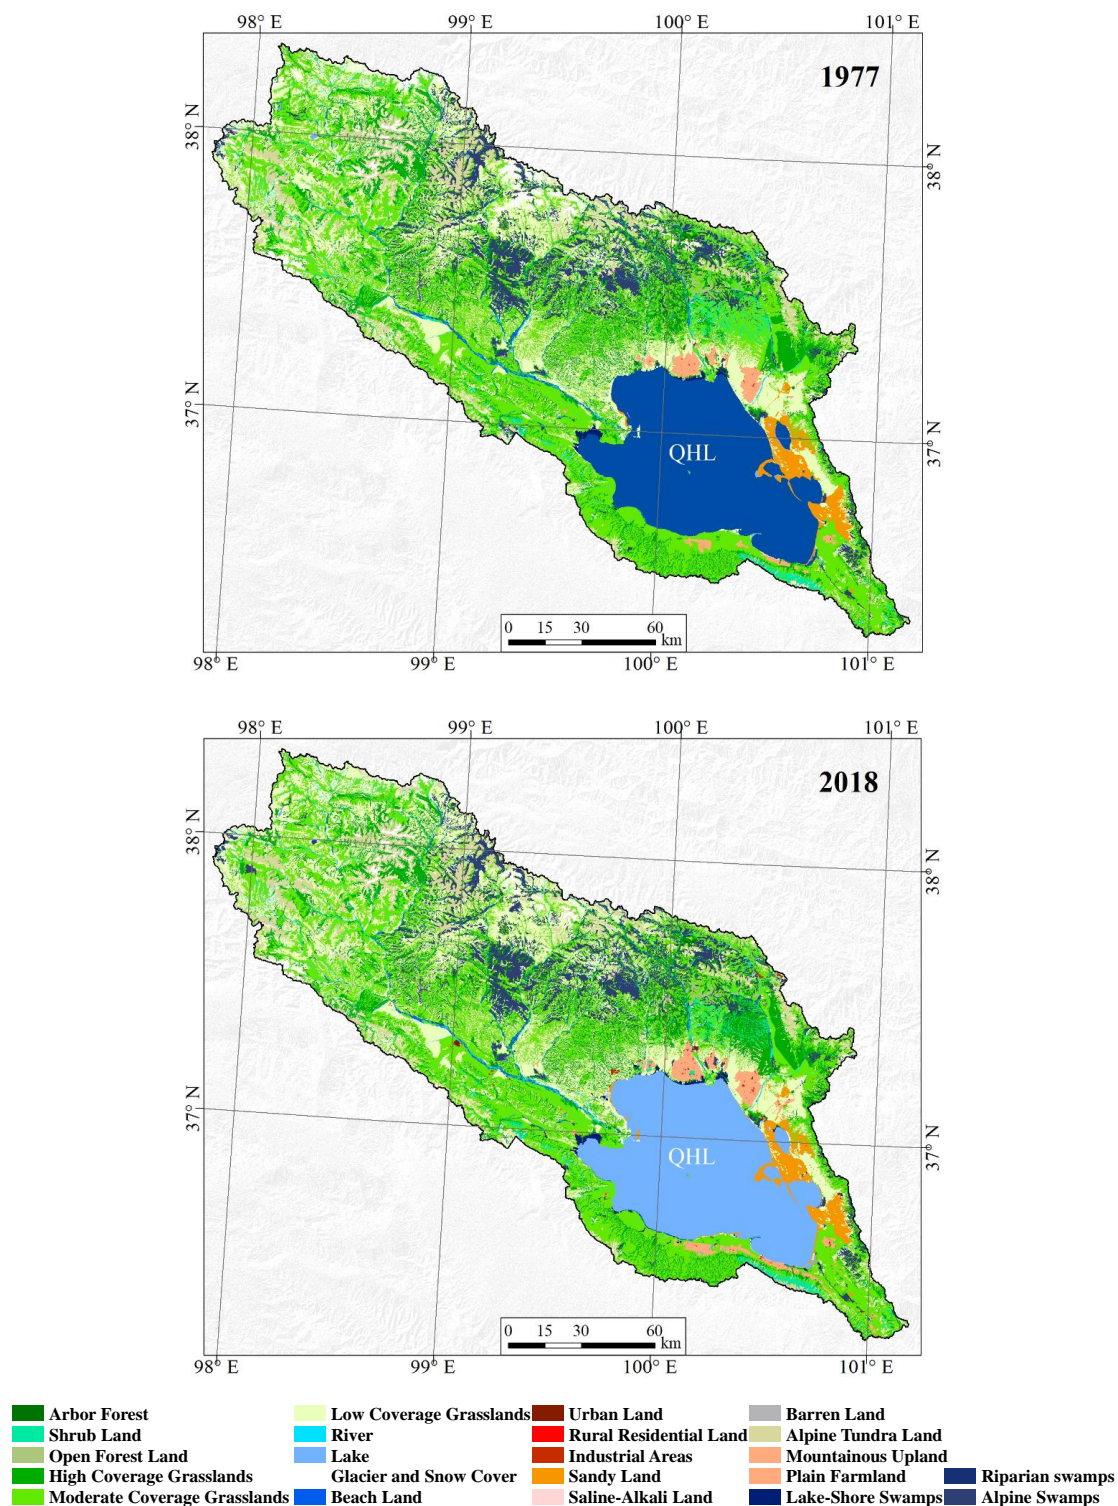 98° E 99° E 100° E 101° E
1977
38° N 38° N
37° N 37° N
QHL
0 15 30 60
km
98° E 99° E 100° E 101° E
98° E 99° E 100° E 101° E
2018
38° N 38° N
37° N 37° N
QHL
0 15 30 60
km
98° E 99° E 100° E 101° E
Arbor Forest Low Coverage Grasslands Urban Land Barren Land
Shrub Land River Rural Residential Land Alpine Tundra Land
Open Forest Land Lake Industrial Areas Mountainous Upland
High Coverage Grasslands Glacier and Snow Cover Sandy Land Plain Farmland Riparian swamps
Moderate Coverage Grasslands Beach Land Saline-Alkali Land Lake-Shore Swamps Alpine Swamps